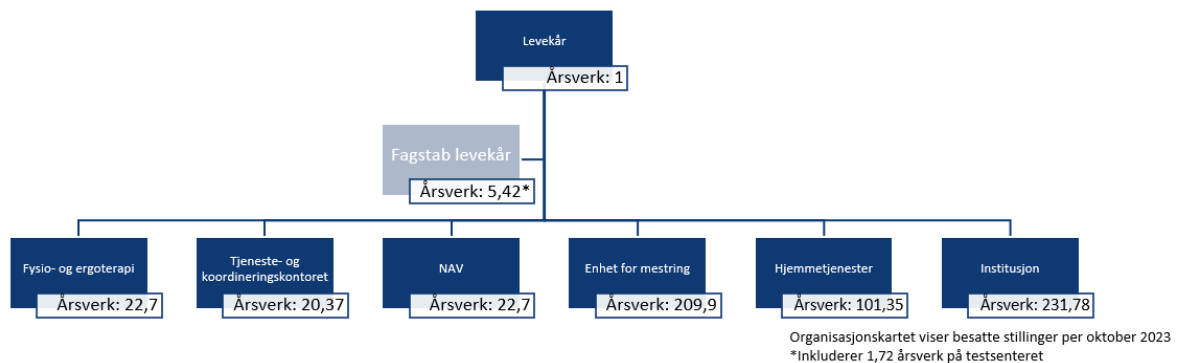 Levekår
Årsverk: 1
Fagstab levekår
Årsverk: 5,42*
Fysio- og ergoterapi
Årsverk: 22,7
Tjeneste- og
koordineringskontoret
Årsverk: 20,37
NAV
Årsverk: 22,7
Enhet for mestring
Årsverk: 209,9
Hjemmetjenester
Årsverk: 101,35
Institusjon
Årsverk: 231,78
Organisasjonskartet viser besatte stillinger per oktober 2023
*Inkluderer 1,72 årsverk på testsenteret